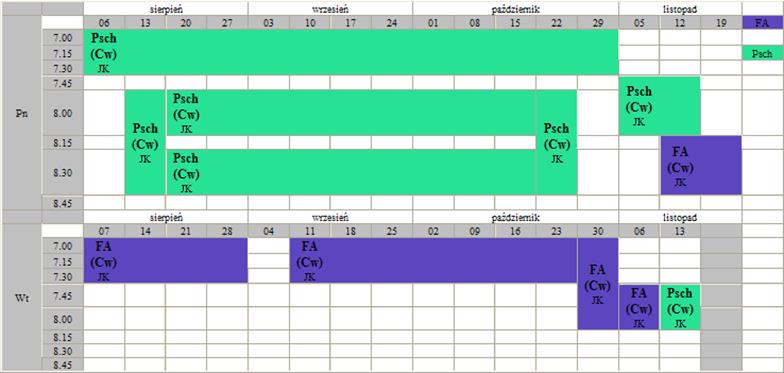 sierpień wrzesień październik listopad
06 13 20 27 03 10 17 24 01 08 15 22 29 05 12 19 FA
7.00 Psch
7.15 (Cw) Psch
7.30 JK
7.45 Psch
Pn 8.00 Psch (Cw)
(Cw) JK
JK
Psch Psch
(Cw) (Cw)
JK JK
8.15 FA
8.30 Psch (Cw)
(Cw) JK
JK
8.45
sierpień wrzesień październik listopad
07 14 21 28 04 11 18 25 02 09 16 23 30 06 13
7.00 FA FA
7.15 (Cw) (Cw) FA
7.30 JK JK (Cw)
JK
Wt 7.45 FA Psch
(Cw) (Cw)
8.00 JK JK
8.15
8.30
8.45